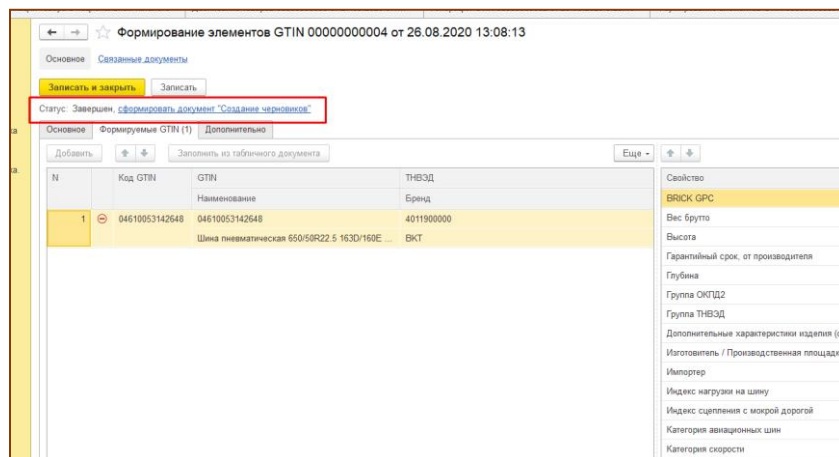 Формирование элементов GTIN 00000000004 от 26.08.2020 13:08:13
Основное Связанные документы
Записать и закрыть Записать
Статус: Завершен, сформировать документ "Создание черновиков"
Основное Формируемые GTIN (1) Дополнительно
Добавить Заполнить из табличного документа Еще
N Код GTIN GTIN ТНВЭД Свойство
Наименование Бренд BRICK GPC
1 04610053142648 04610053142648 4011900000 Вес брутто
Шина пневматическая 650/50R22.5 163D/160E ... BKT Высота
Гарантийный срок, от производителя
Глубина
Группа ОКПД2
Группа ТНВЭД
Дополнительные характеристики изделия (
Изготовитель / Производственная площадк
Импортер
Индекс нагрузки на шину
Индекс сцепления с мокрой дорогой
Категория авиационных шин
Категория скорости